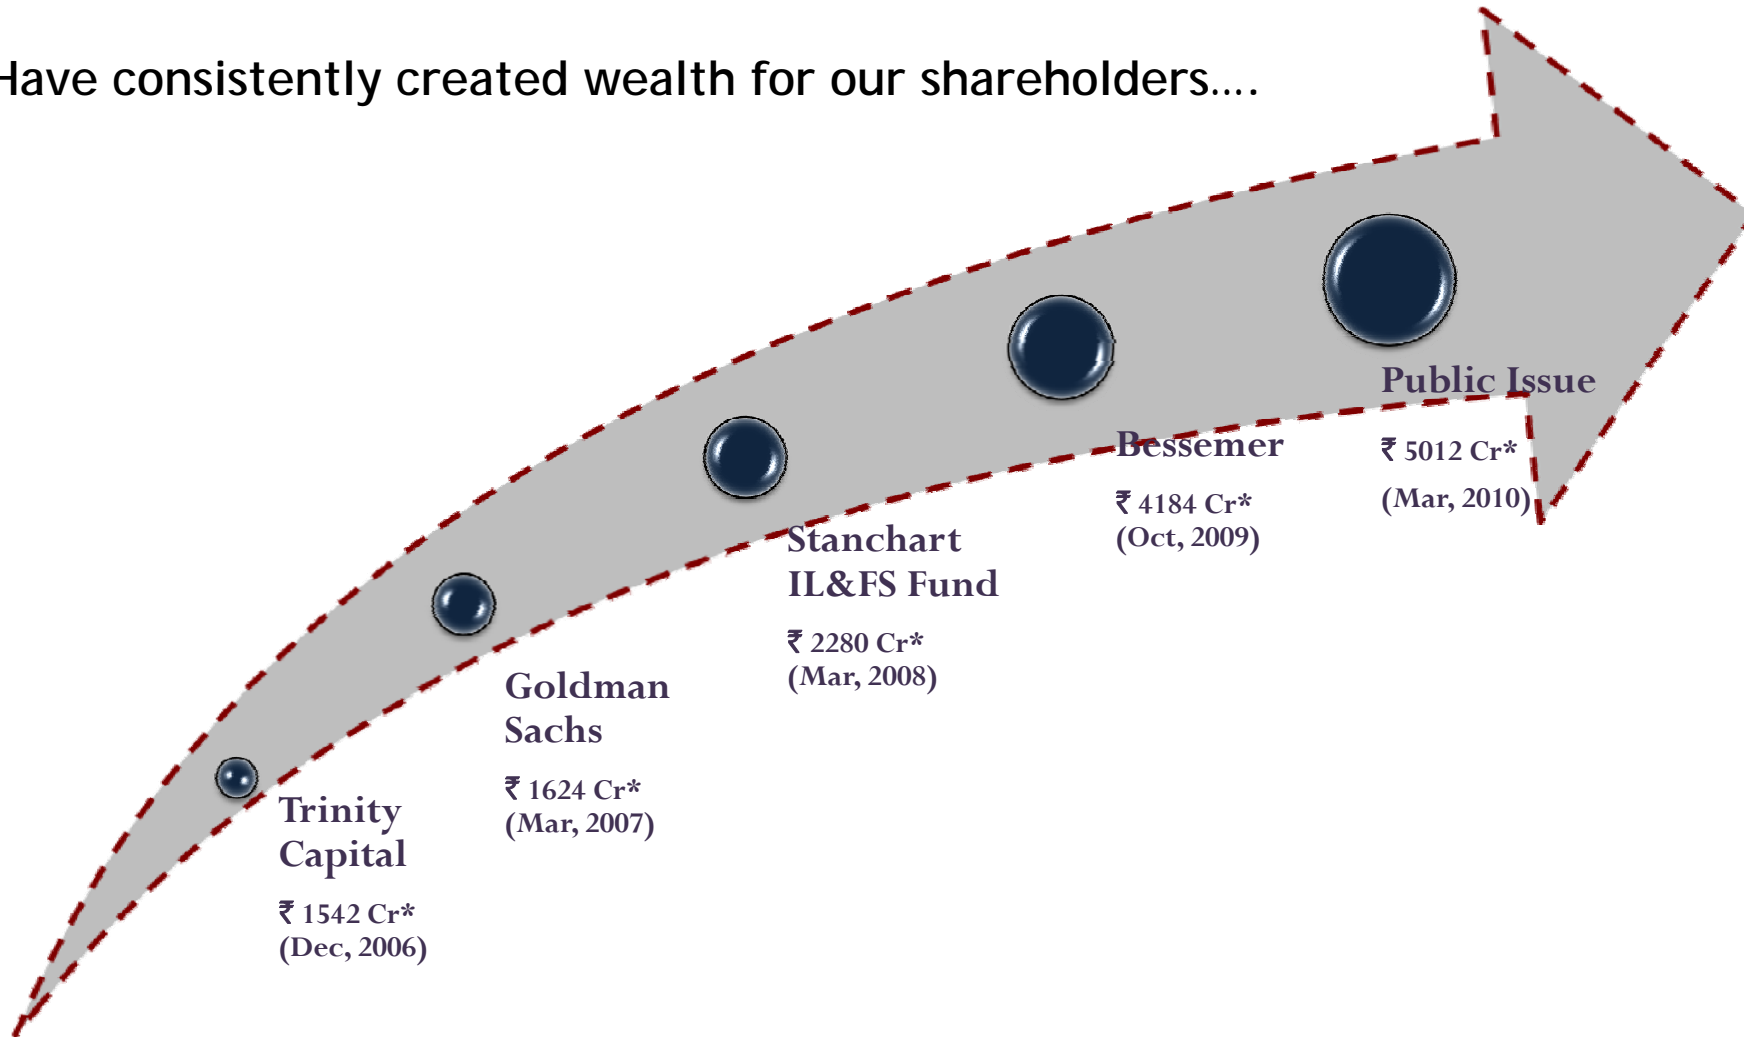 Have consistently created wealth for our shareholders....
Trinity
Capital
₹ 1542 Cr*
(Dec, 2006)
Goldman
Sachs
₹ 1624 Cr*
(Mar, 2007)
Stanchart
IL&FS Fund
₹ 2280 Cr*
(Mar, 2008)
Bessemer
₹ 4184 Cr*
(Oct, 2009)
Public Issue
₹ 5012 Cr*
(Mar, 2010)